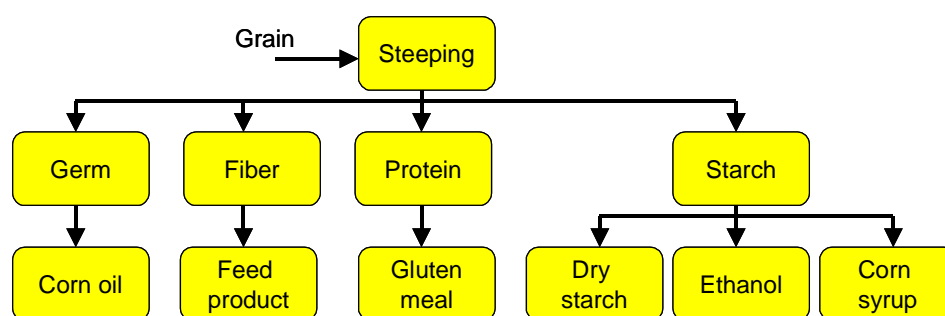 Grain
Steeping
Germ
Fiber
Protein
Starch
Corn oil
Feed
product
Gluten
meal
Dry
starch
Ethanol
Corn
syrup